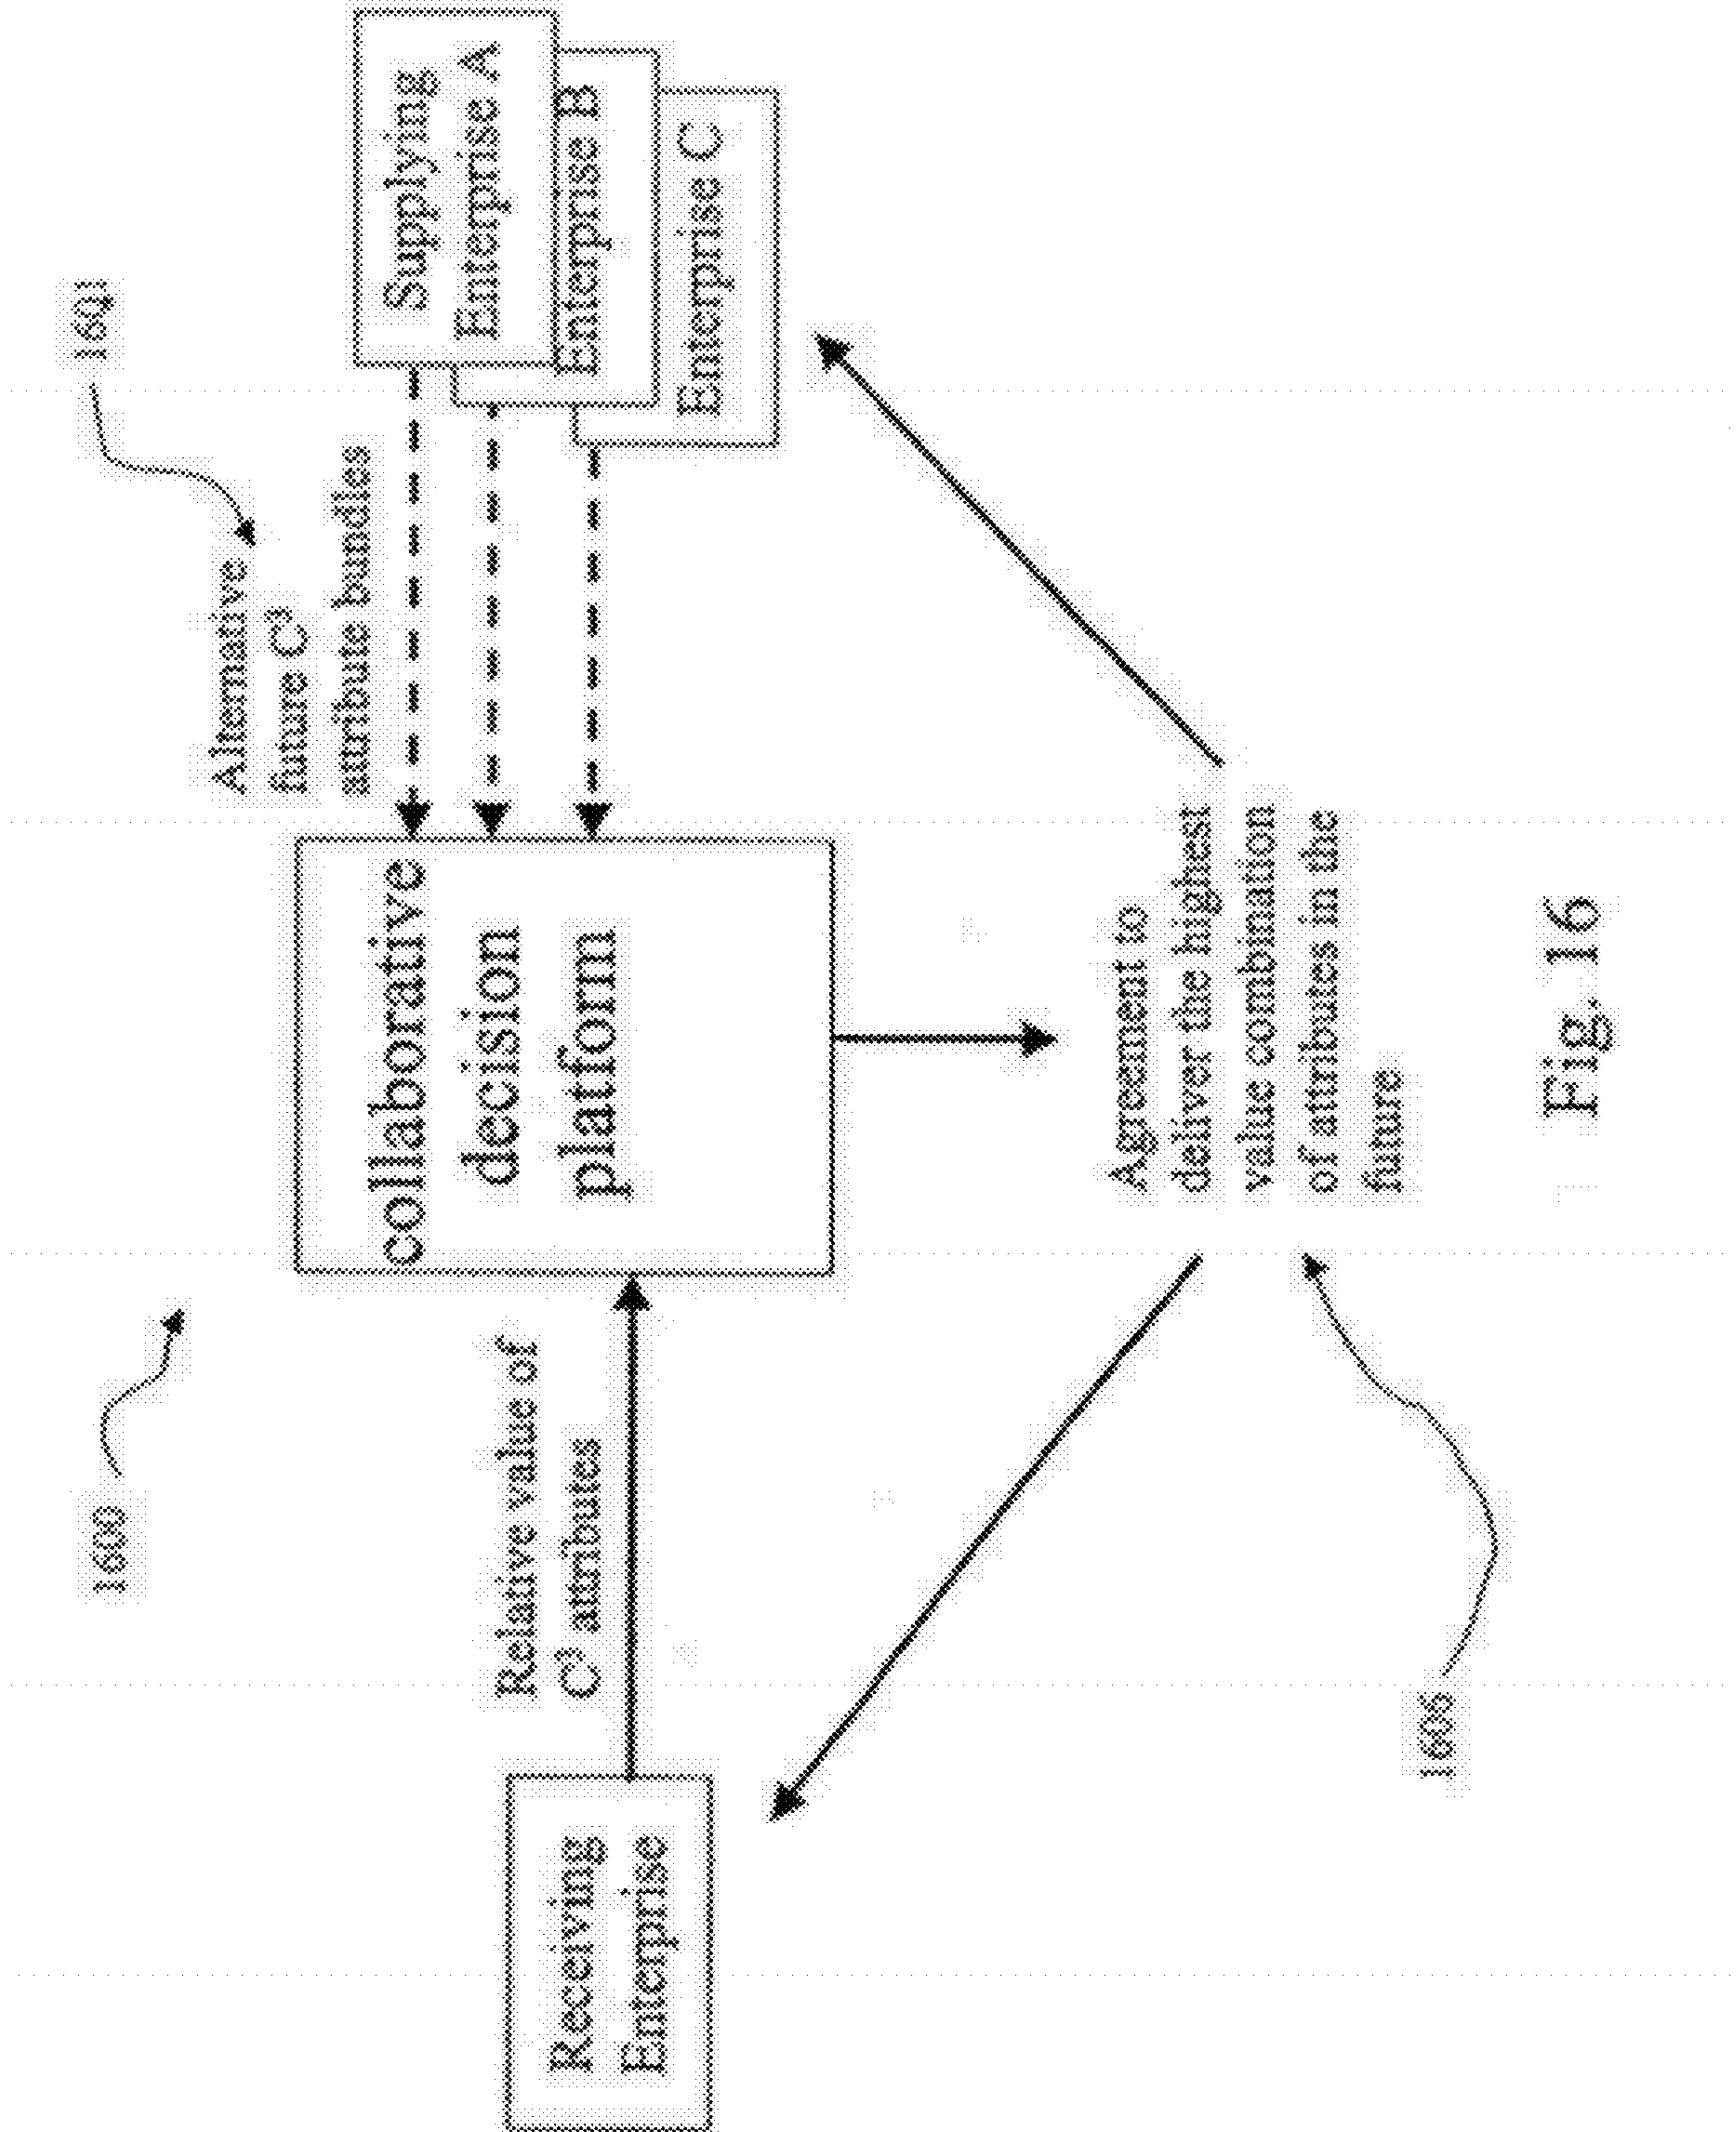 1600
1601
Alternative
future C³
attribute bundles
Relative value of
C³ attributes
Receiving
Enterprise
collaborative
decision
platform
Supplying
Enterprise A
Enterprise B
Enterprise C
Agreement to
deliver the highest
value combination
of attributes in the
future
1605
Fig. 16